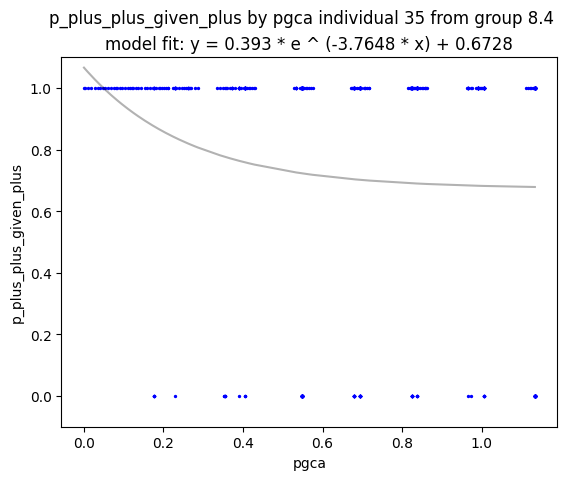 p_plus_plus_given_plus by pgca individual 35 from group 8.4
model fit: y = 0.393 * e ^ (-3.7648 * x) + 0.6728
1.0
0.8
0.6
0.4
0.2
0.0
p_plus_plus_given_plus
0.0 0.2 0.4 0.6 0.8 1.0
pgca